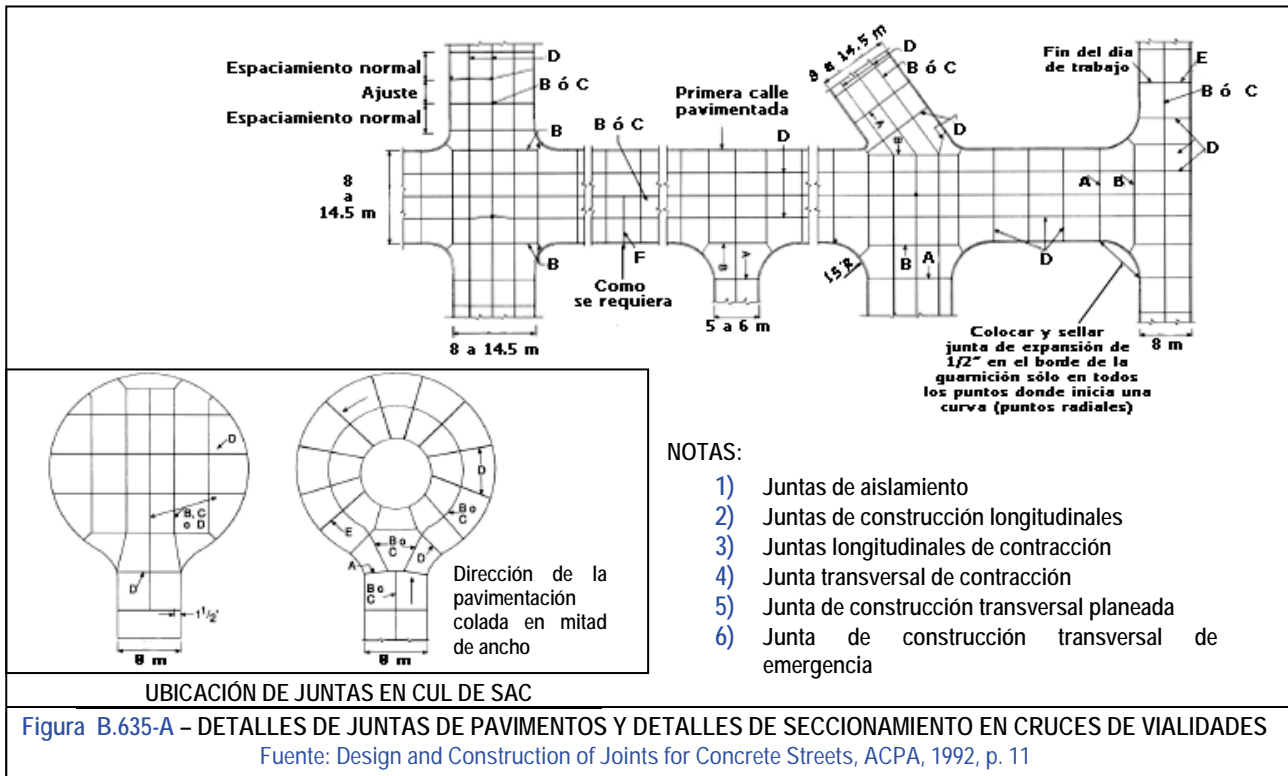 Espaciamiento normal
Ajuste
Espaciamiento normal
D
B ó C
B
8
a
14.5 m
B
8 a 14.5 m
B ó C
F
Como
se requiera
Primera calle
pavimentada
D
B
A
5 a 6 m
8 a 14.5 m
D
B ó C
A
B
D
15'R
B
A
D
Fin del dia
de trabajo
E
B ó C
D
A
B
8 m
Colocar y sellar
junta de expansión de
1/2" en el borde de la
guarnición sólo en todos
los puntos donde inicia una
curva (puntos radiales)
D
B, C
o D
D
1 1/2'
m
D
B o
C
E
B o
C
D
A
B o
C
m
Dirección de la
pavimentación
colada en mitad
de ancho
UBICACIÓN DE JUNTAS EN CUL DE SAC
NOTAS:
1) Juntas de aislamiento
2) Juntas de construcción longitudinales
3) Juntas longitudinales de contracción
4) Junta transversal de contracción
5) Junta de construcción transversal planeada
6) Junta de construcción transversal de
emergencia
Figura B.635-A – DETALLES DE JUNTAS DE PAVIMENTOS Y DETALLES DE SECCIONAMIENTO EN CRUCES DE VIALIDADES
Fuente: Design and Construction of Joints for Concrete Streets, ACPA, 1992, p. 11